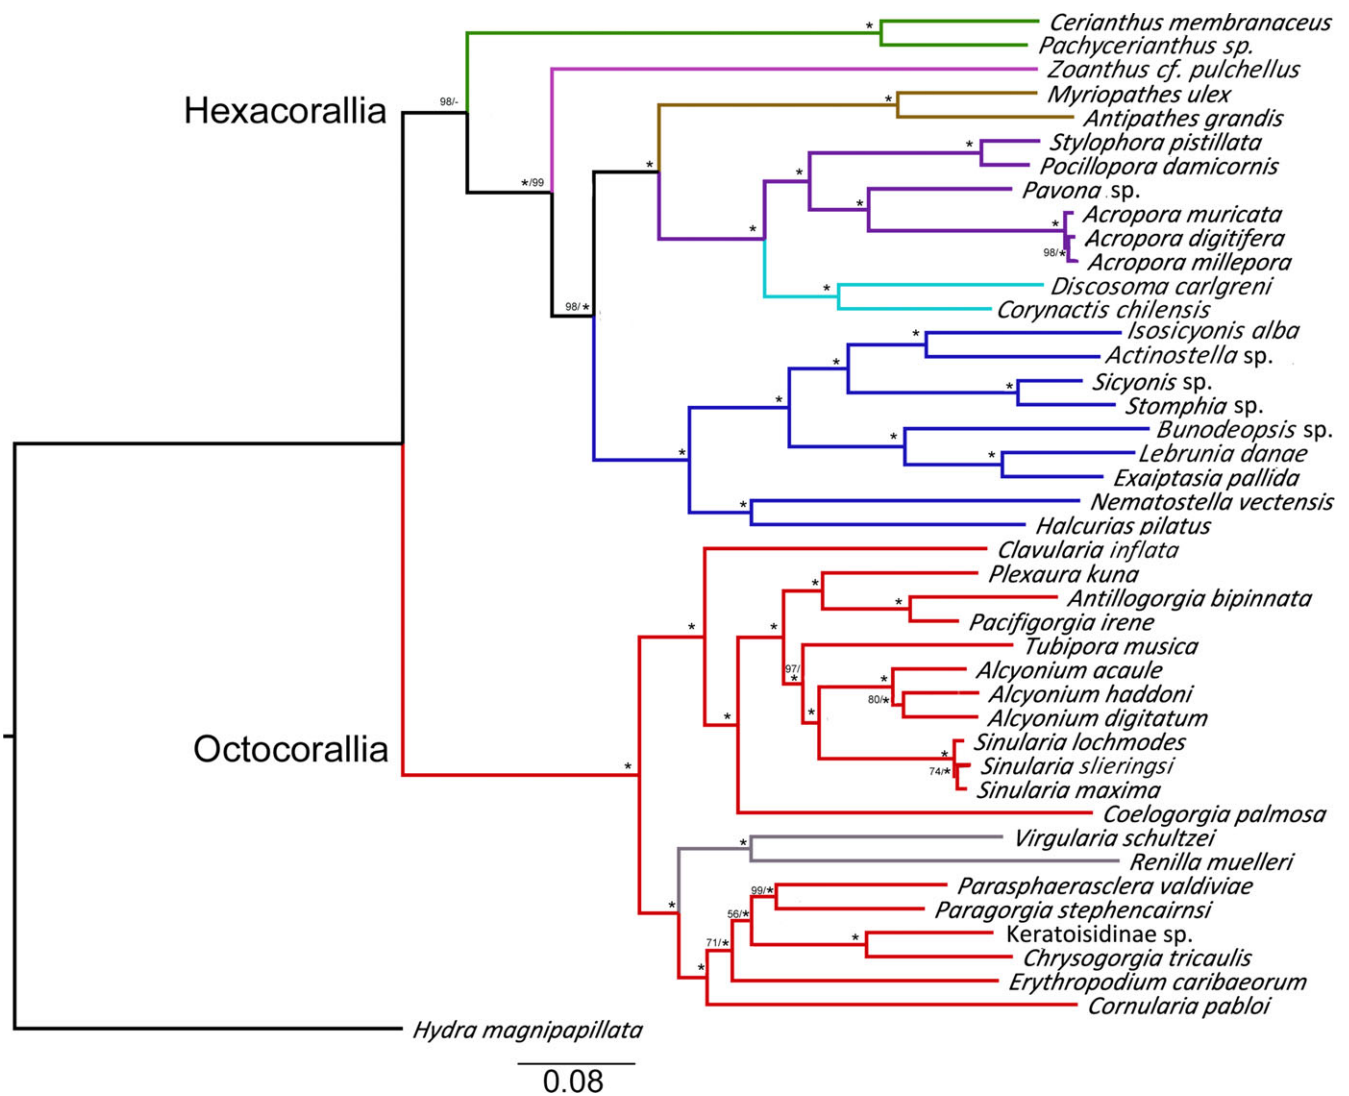 *
Cerianthus membranaceus
Pachycerianthus sp.
Zoanthus cf. pulchellus
98/-
Hexacorallia
*
Myriopathes ulex
Antipathes grandis
*
Stylophora pistillata
*
Pocillopora damicornis
*
*/99
*
Pavona sp.
*
Acropora muricata
*
Acropora digitifera
98/*
Acropora millepora
*
Discosoma carlgreni
98/*
Corynactis chilensis
*
Isosicyonis alba
*
Actinostella sp.
*
Sicyonis sp.
*
Stomphia sp.
*
Bunodeopsis sp.
*
*
Lebrunia danae
Exaiptasia pallida
*
Nematostella vectensis
Halcurias pilatus
Clavularia inflata
*
Plexaura kuna
*
Antillogorgia bipinnata
*
*
Pacifigorgia irene
Tubipora musica
97/
*
*
Alcyonium acaule
80/*
Alcyonium haddoni
*
*
Alcyonium digitatum
Octocorallia
*
Sinularia lochmodes
*
74/*
Sinularia slieringsi
Sinularia maxima
Coelogorgia palmosa
*
Virgularia schultzei
Renilla muelleri
99/*
Parasphaerasclera valdiviae
*
56/*
Paragorgia stephencairnsi
71/*
*
Keratoisidinae sp.
*
Chrysogorgia tricaulis
Erythropodium caribaeorum
Cornularia pabloi
Hydra magnipapillata
0.08